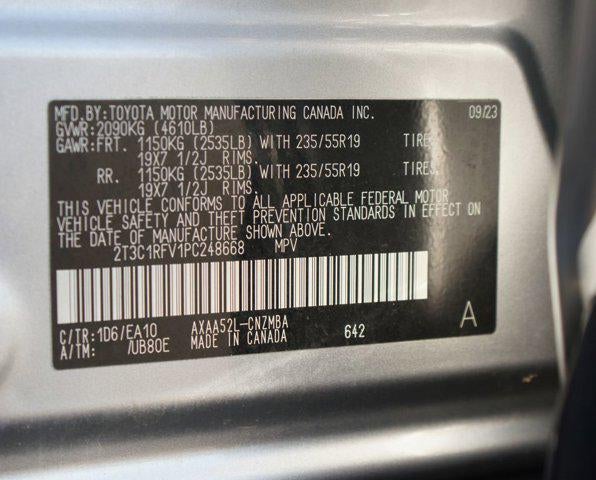 MFD.BY:TOYOTA MOTOR MANUFACTURING CANADA INC. 09/23
GVWR:2090KG (4610LB)
GAWR:FRT. 1150KG (2535LB) WITH 235/55R19 TIRES,
19X7 1/2J RIMS.
RR. 1150KG (2535LB) WITH 235/55R19 TIRES,
19X7 1/2J RIMS.
THIS VEHICLE CONFORMS TO ALL APPLICABLE FEDERAL MOTOR
VEHICLE SAFETY AND THEFT PREVENTION STANDARDS IN EFFECT ON
THE DATE OF MANUFACTURE SHOWN ABOVE.
2T3C1RFV1PC248668 MPV
C/TR:1D6/EA10 AXAA52L-CNZMBA
A/TM: /UB80E MADE IN CANADA 642 A